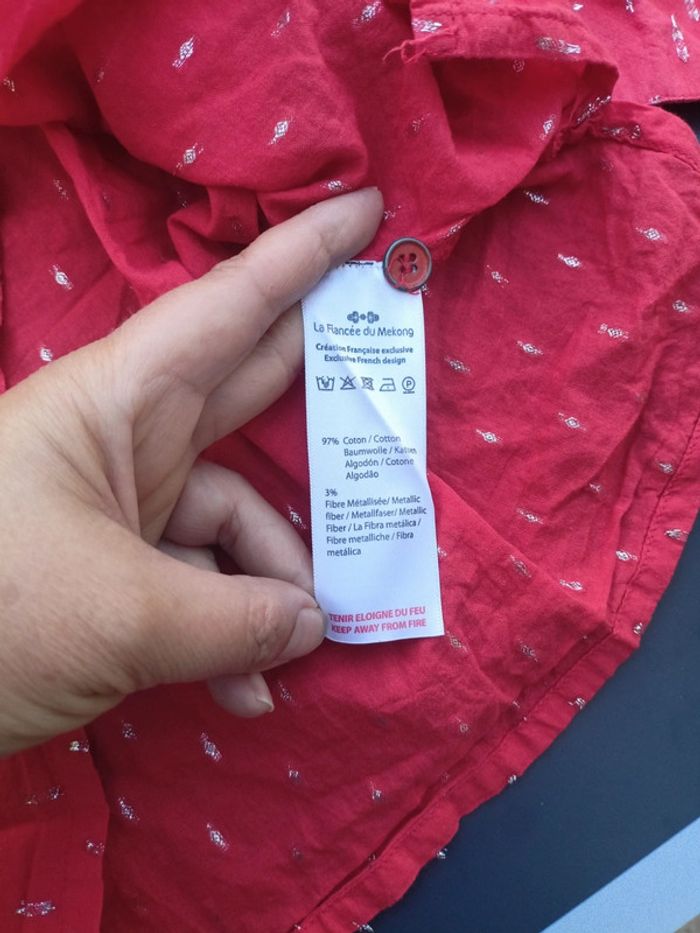 La Fiancée du Mekong
Création Française exclusive
Exclusive French design
97% Coton / Cotton
Baumwolle /
Algodón / Cotone
Algodão
3%
Fibre Métallisée/ Metallic
fiber / Metallfaser/ Metallic
Fiber / La Fibra metálica /
Fibre metalliche / Fibra
metálica
TENIR ELOIGNE DU FEU
KEEP AWAY FROM FIRE